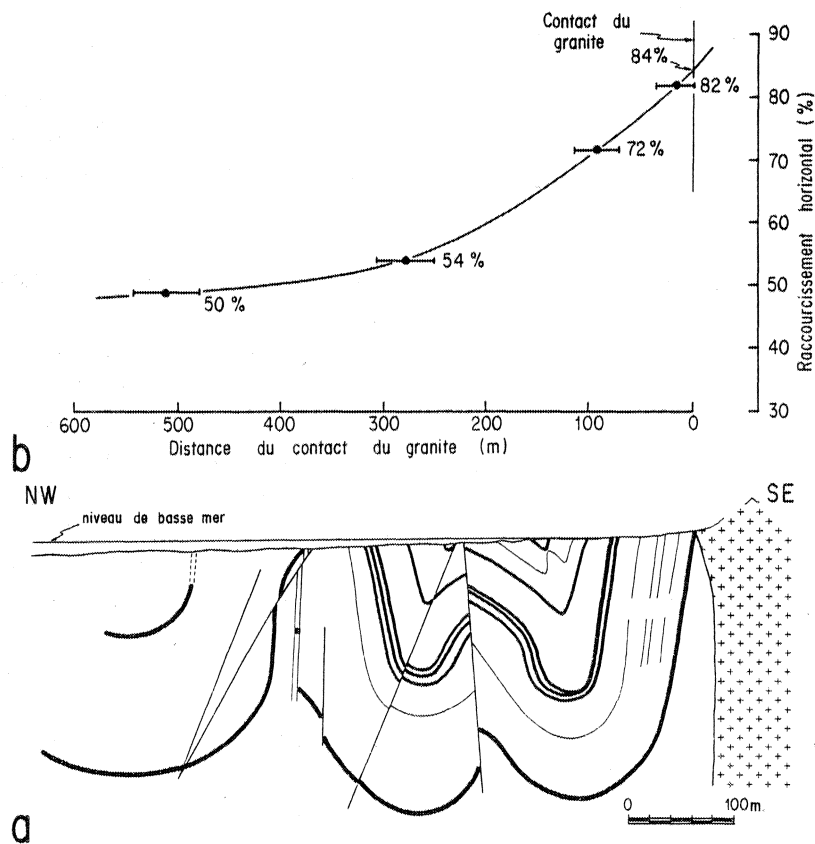 Contact du
granite
84%
82%
72%
54%
50%
90
80
70
60
50
40
30
Raccourcissement horizontal (%)
600 500 400 300 200 100 0
Distance du contact du granite (m)
b
NW SE
niveau de basse mer
0 100m.
a